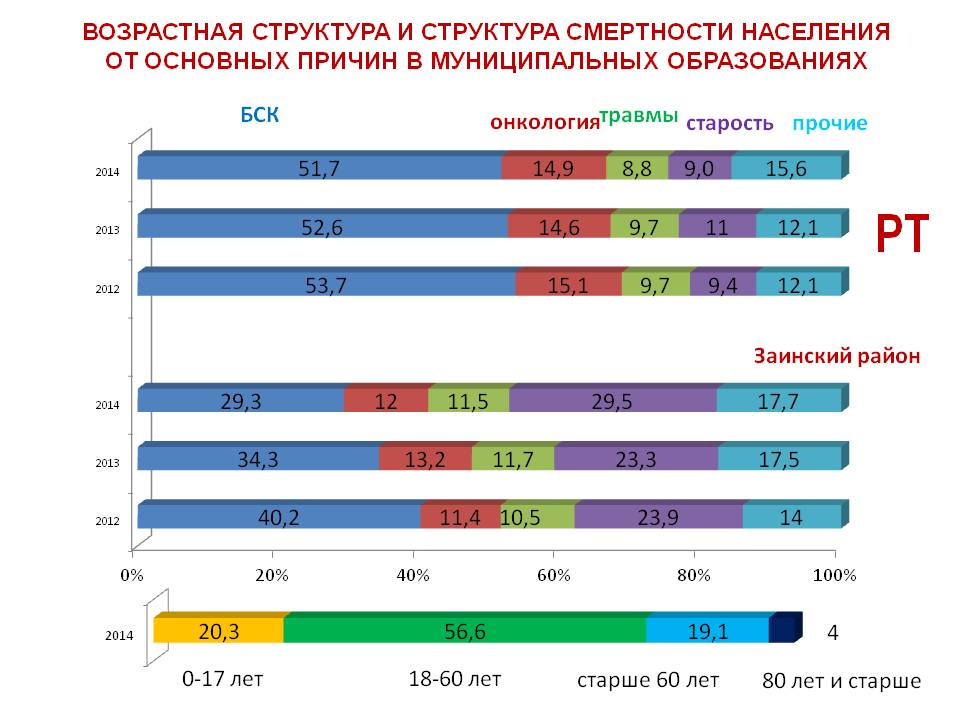 ВОЗРАСТНАЯ СТРУКТУРА И СТРУКТУРА СМЕРТНОСТИ НАСЕЛЕНИЯ
ОТ ОСНОВНЫХ ПРИЧИН В МУНИЦИПАЛЬНЫХ ОБРАЗОВАНИЯХ
БСК онкология травмы старость прочие
2014 51,7 14,9 8,8 9,0 15,6
2013 52,6 14,6 9,7 11 12,1
РТ
2012 53,7 15,1 9,7 9,4 12,1
Заинский район
2014 29,3 12 11,5 29,5 17,7
2013 34,3 13,2 11,7 23,3 17,5
2012 40,2 11,4 10,5 23,9 14
0% 20% 40% 60% 80% 100%
2014 20,3 56,6 19,1 4
0-17 лет 18-60 лет старше 60 лет 80 лет и старше